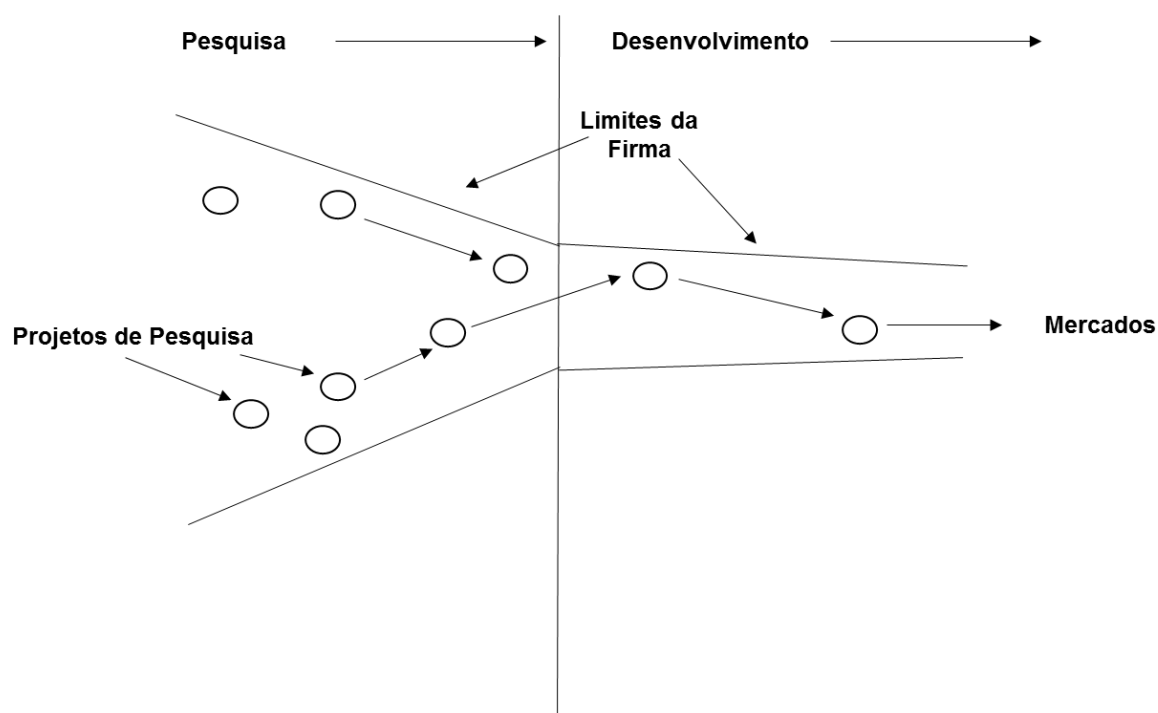 Pesquisa
Desenvolvimento
Limites da
Firma
Projetos de Pesquisa
Mercados